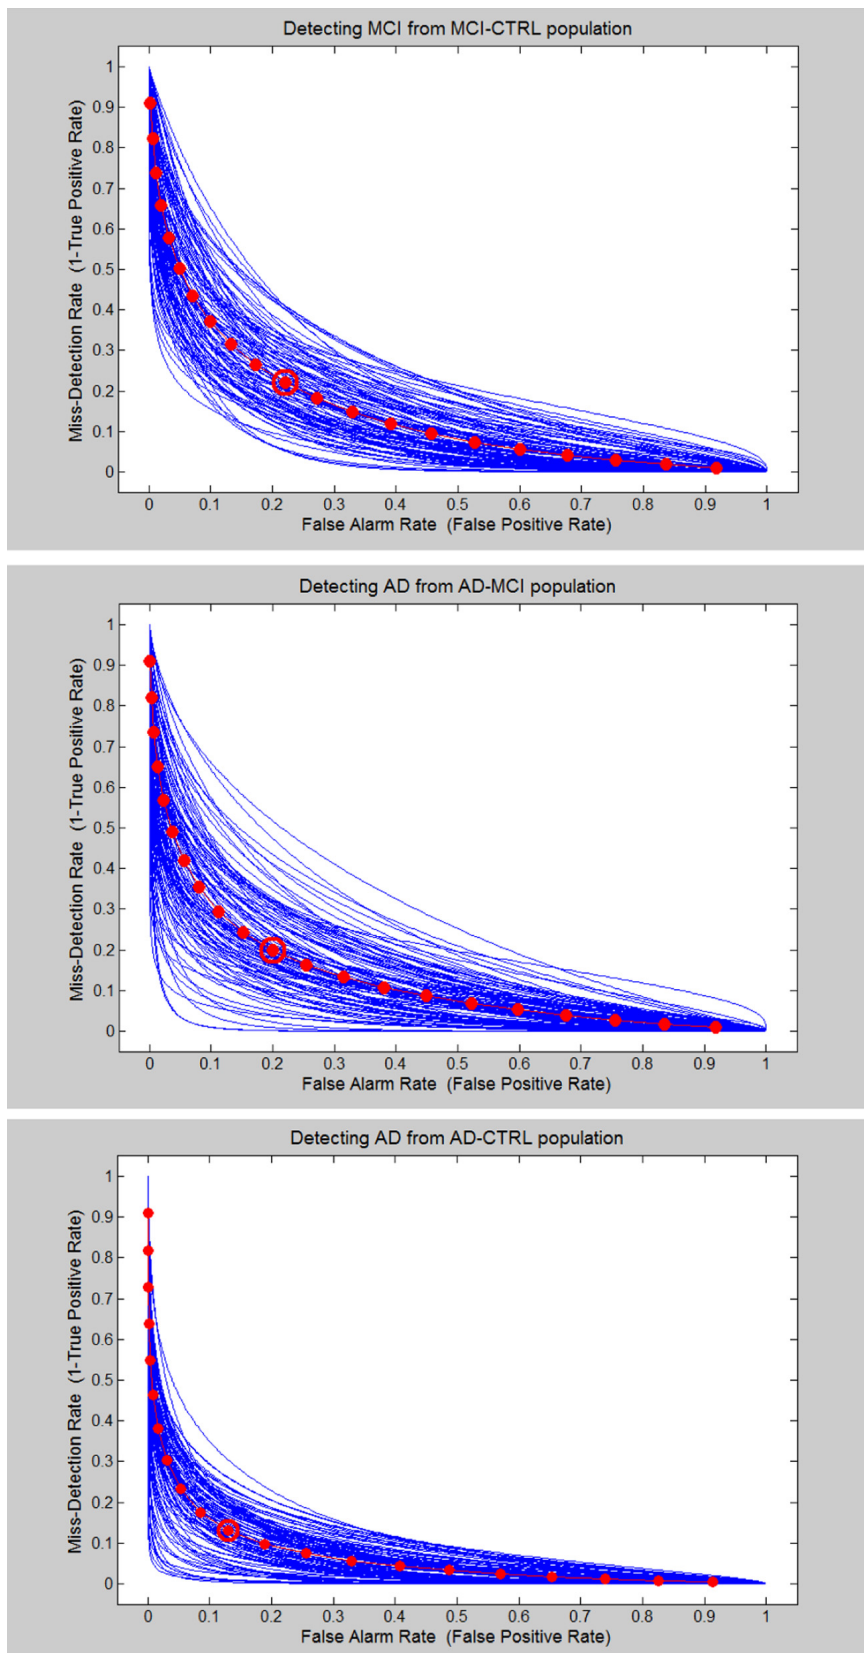 Detecting MCI from MCI-CTRL population
Miss-Detection Rate (1-True Positive Rate)
1
0.9
0.8
0.7
0.6
0.5
0.4
0.3
0.2
0.1
0
0 0.1 0.2 0.3 0.4 0.5 0.6 0.7 0.8 0.9 1
False Alarm Rate (False Positive Rate)
Detecting AD from AD-MCI population
Miss-Detection Rate (1-True Positive Rate)
1
0.9
0.8
0.7
0.6
0.5
0.4
0.3
0.2
0.1
0
0 0.1 0.2 0.3 0.4 0.5 0.6 0.7 0.8 0.9 1
False Alarm Rate (False Positive Rate)
Detecting AD from AD-CTRL population
Miss-Detection Rate (1-True Positive Rate)
1
0.9
0.8
0.7
0.6
0.5
0.4
0.3
0.2
0.1
0
0 0.1 0.2 0.3 0.4 0.5 0.6 0.7 0.8 0.9 1
False Alarm Rate (False Positive Rate)